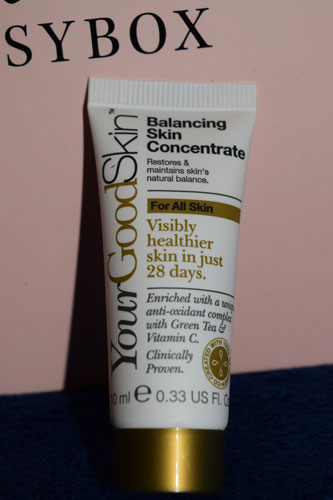 SYBOX
YourGoodSkin™
Balancing
Skin
Concentrate
Restores &
maintains skin's
natural balance.
For All Skin
Visibly
healthier
skin in just
28 days.
Enriched with a
anti-oxidant complex
with Green Tea &
Vitamin C.
Clinically
Proven.
ml e 0.33 US Fl.